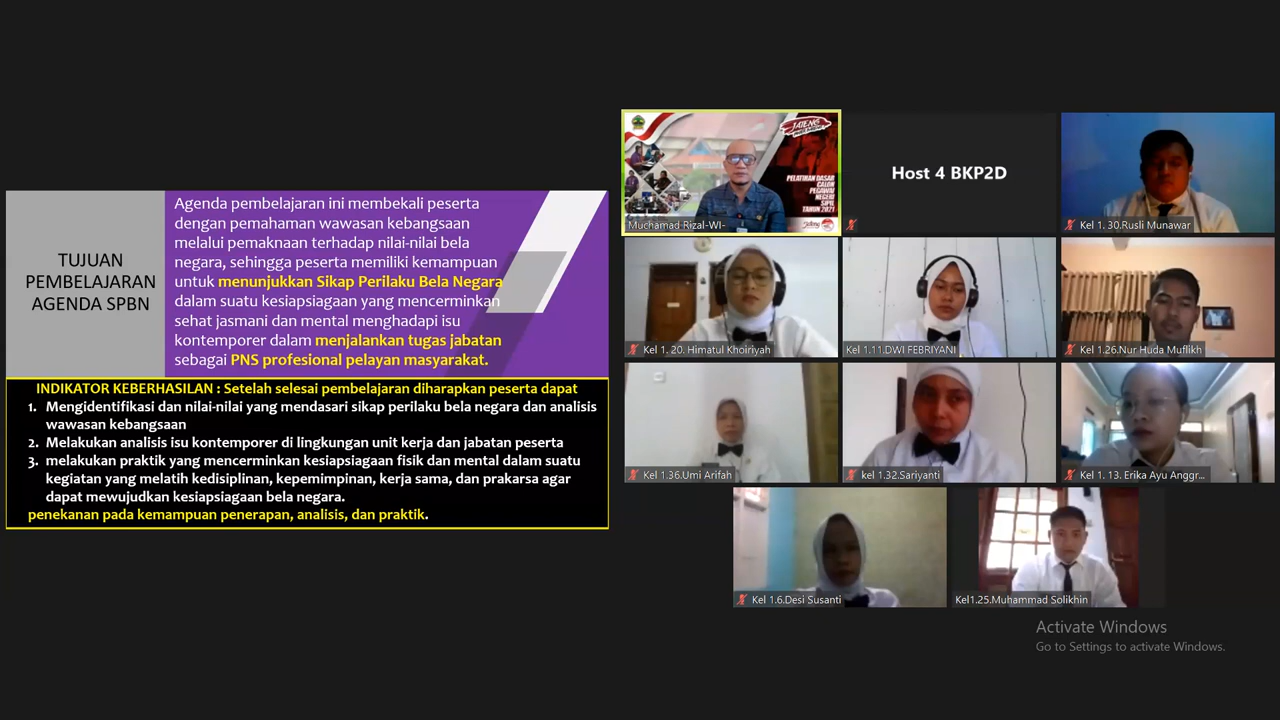 TUJUAN
PEMBELAJARAN
AGENDA SPBN
Agenda pembelajaran ini membekali peserta
dengan pemahaman wawasan kebangsaan
melalui pemaknaan terhadap nilai-nilai bela
negara, sehingga peserta memiliki kemampuan
untuk menunjukkan Sikap Perilaku Bela Negara
dalam suatu kesiapsiagaan yang mencerminkan
sehat jasmani dan mental menghadapi isu
kontemporer dalam menjalankan tugas jabatan
sebagai PNS profesional pelayan masyarakat.
INDIKATOR KEBERHASILAN : Setelah selesai pembelajaran diharapkan peserta dapat
1. Mengidentifikasi dan nilai-nilai yang mendasari sikap perilaku bela negara dan analisis
wawasan kebangsaan
2. Melakukan analisis isu kontemporer di lingkungan unit kerja dan jabatan peserta
3. melakukan praktik yang mencerminkan kesiapsiagaan fisik dan mental dalam suatu
kegiatan yang melatih kedisiplinan, kepemimpinan, kerja sama, dan prakarsa agar
dapat mewujudkan kesiapsiagaan bela negara.
penekanan pada kemampuan penerapan, analisis, dan praktik.
JATENG
PELATIHAN DASAR
CALON
PEGAWAI
NEGERI
SIPIL
TAHUN 2021
Muchamad Rizal-WI-
Host 4 BKP2D
Kel 1. 30.Rusli Munawar
Kel 1. 20. Himatul Khoiriyah
Kel 1.11.DWI FEBRIYANI
Kel 1.26.Nur Huda Muflikh
Kel 1.36.Umi Arifah
kel 1.32.Sariyanti
Kel 1. 13. Erika Ayu Anggr...
Kel 1.6.Desi Susanti
Kel1.25.Muhammad Solikhin
Activate Windows
Go to Settings to activate Windows.